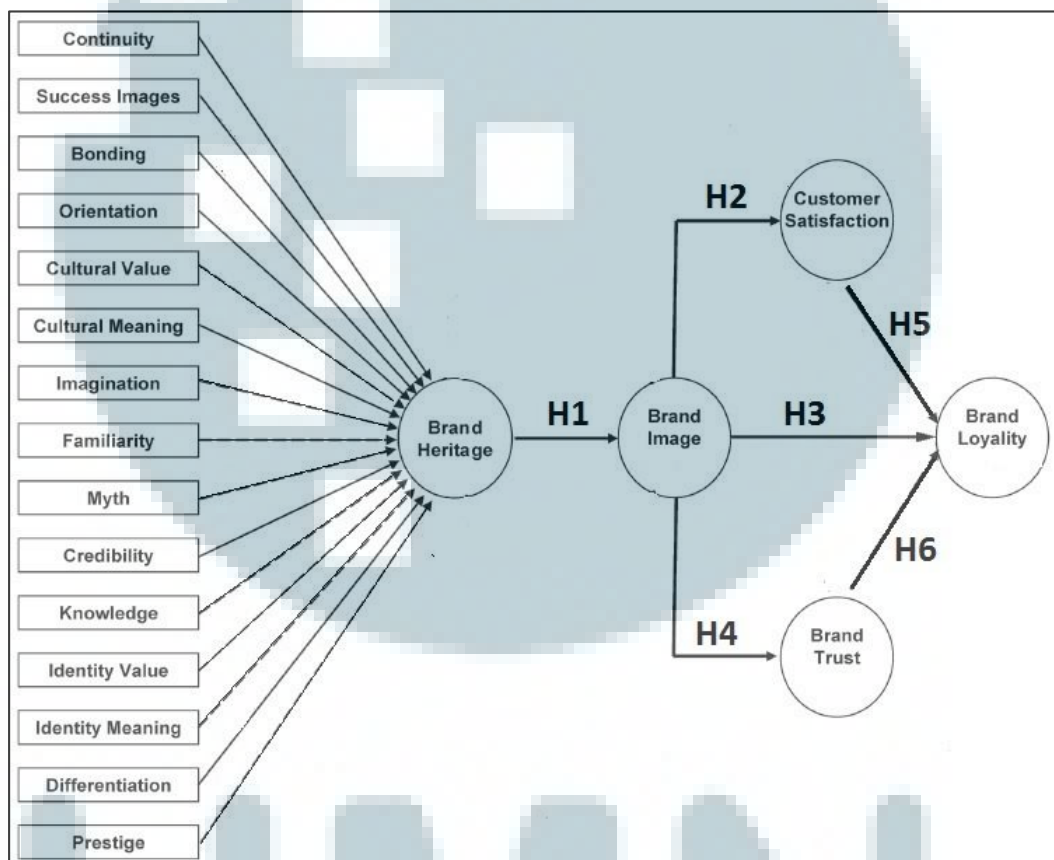 Continuity
Success Images
Bonding
Orientation
Cultural Value
Cultural Meaning
Imagination
Familiarity
Myth
Credibility
Knowledge
Identity Value
Identity Meaning
Differentiation
Prestige
Brand
Heritage
H1
Brand
Image
H2
H3
H4
Customer
Satisfaction
Brand
Trust
H5
H6
Brand
Loyality